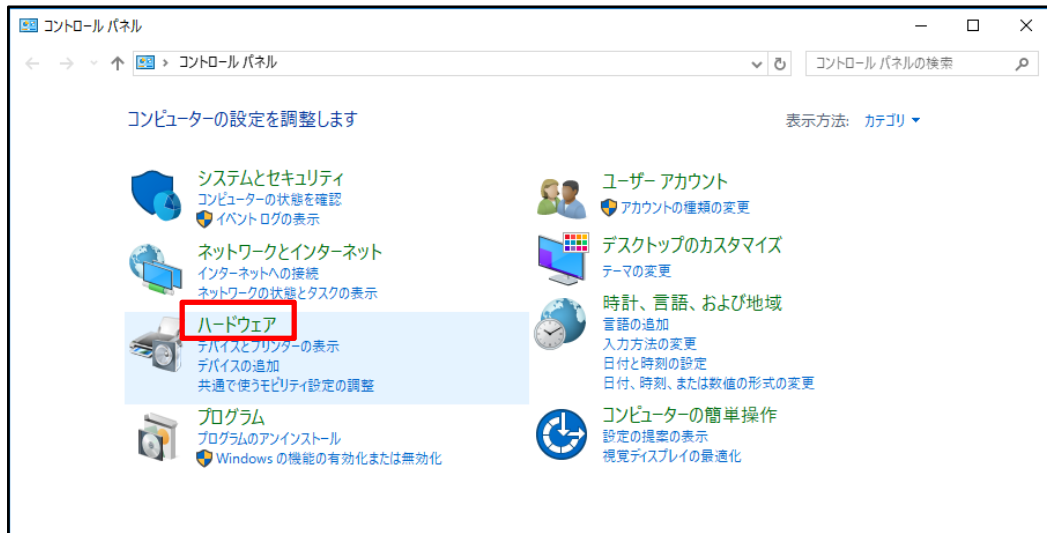 コントロール パネル
コントロール パネル
コントロール パネルの検索
コンピューターの設定を調整します
表示方法: カテゴリ
システムとセキュリティ
コンピューターの状態を確認
イベント ログの表示
ネットワークとインターネット
インターネットへの接続
ネットワークの状態とタスクの表示
ハードウェア
デバイスとプリンターの表示
デバイスの追加
共通で使うモビリティ設定の調整
プログラム
プログラムのアンインストール
Windows の機能の有効化または無効化
ユーザー アカウント
アカウントの種類の変更
デスクトップのカスタマイズ
テーマの変更
時計、言語、および地域
言語の追加
入力方法の変更
日付と時刻の設定
日付、時刻、または数値の形式の変更
コンピューターの簡単操作
設定の提案の表示
視覚ディスプレイの最適化